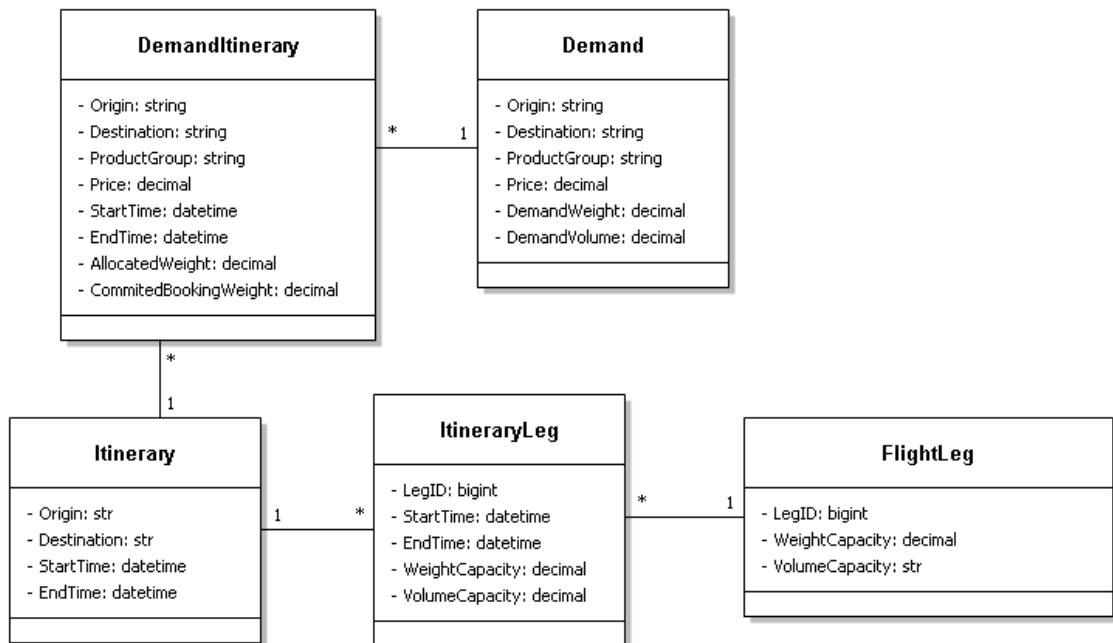 DemandItinerary
- Origin: string
- Destination: string
- ProductGroup: string
- Price: decimal
- StartTime: datetime
- EndTime: datetime
- AllocatedWeight: decimal
- CommitedBookingWeight: decimal
* 1
Demand
- Origin: string
- Destination: string
- ProductGroup: string
- Price: decimal
- DemandWeight: decimal
- DemandVolume: decimal
*
1
Itinerary
- Origin: str
- Destination: str
- StartTime: datetime
- EndTime: datetime
1 *
ItineraryLeg
- LegID: bigint
- StartTime: datetime
- EndTime: datetime
- WeightCapacity: decimal
- VolumeCapacity: decimal
* 1
FlightLeg
- LegID: bigint
- WeightCapacity: decimal
- VolumeCapacity: str